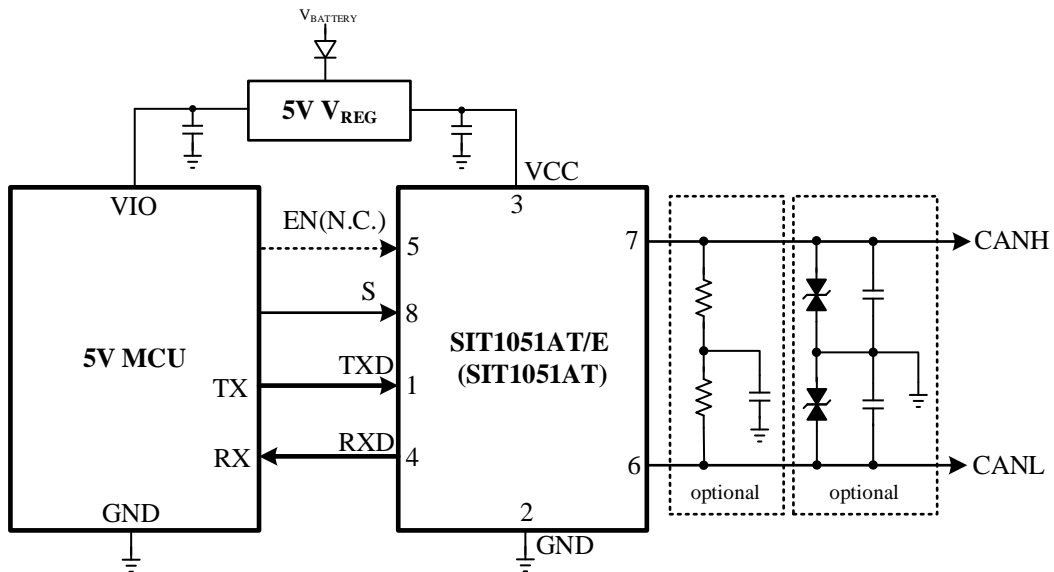 VBATTERY
5V VREG
VCC
VIO
3
EN(N.C.)
5
7
CANH
S
8
5V MCU
SIT1051AT/E
(SIT1051AT)
TX
TXD
1
RX
RXD
4
6
CANL
optional
optional
GND
2
GND